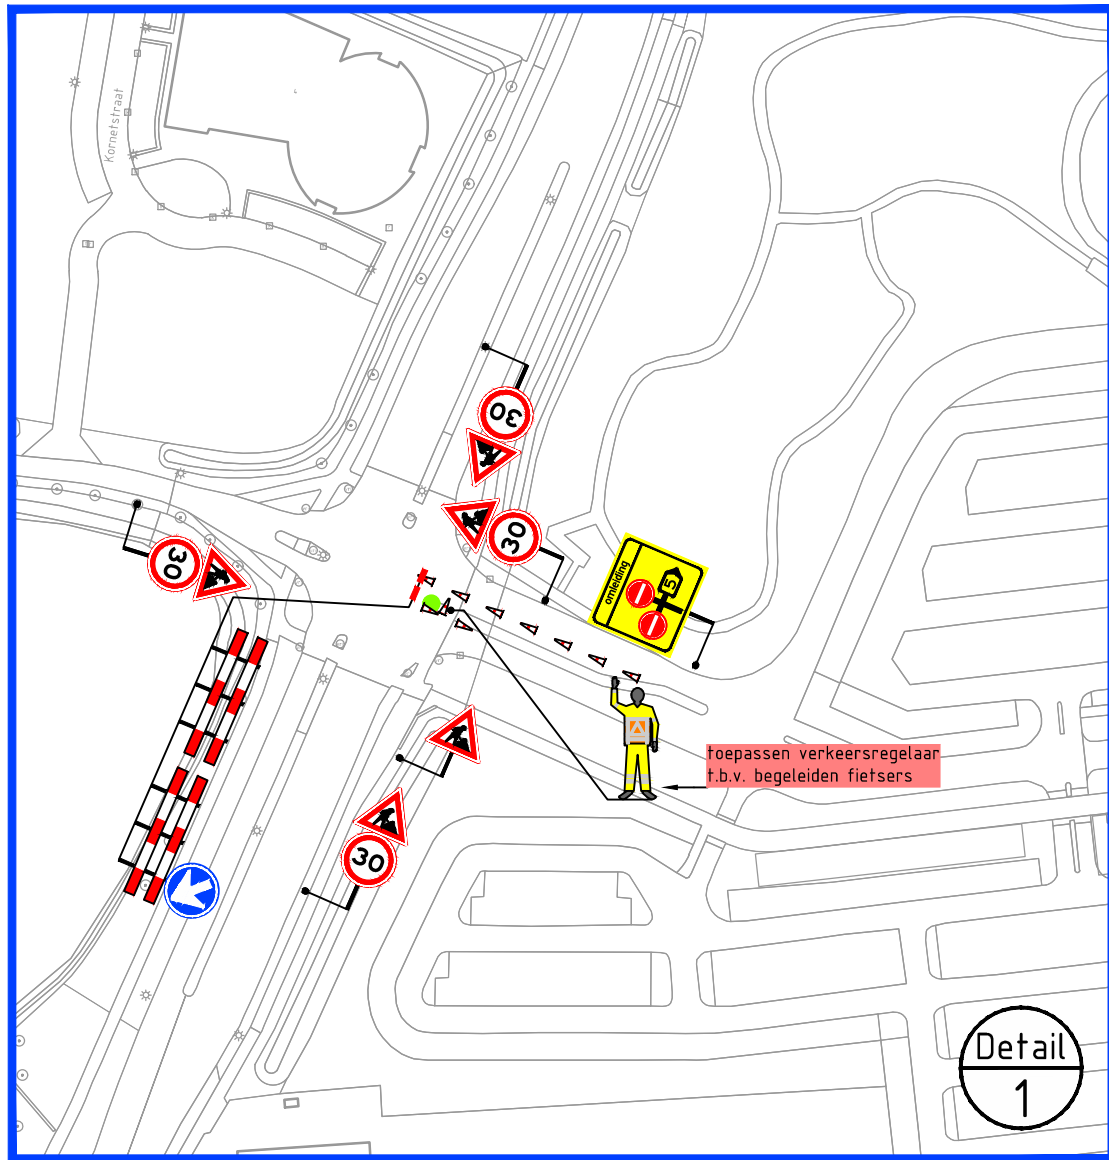 Kornetstraat
30
30
30
omleiding
5
toepassen verkeersregelaar
t.b.v. begeleiden fietsers
30
Detail
1